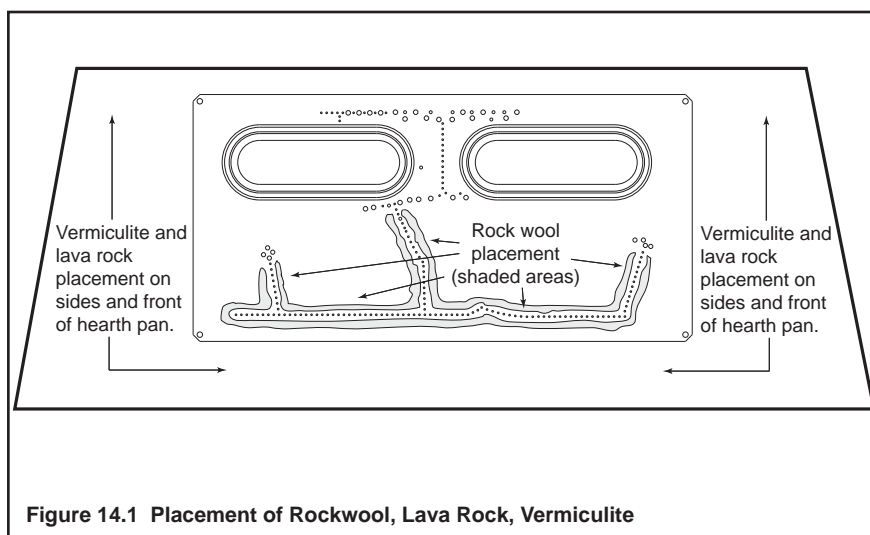 Vermiculite and
lava rock
placement on
sides and front
of hearth pan.
Rock wool
placement
(shaded areas)
Vermiculite and
lava rock
placement on
sides and front
of hearth pan.
Figure 14.1 Placement of Rockwool, Lava Rock, Vermiculite